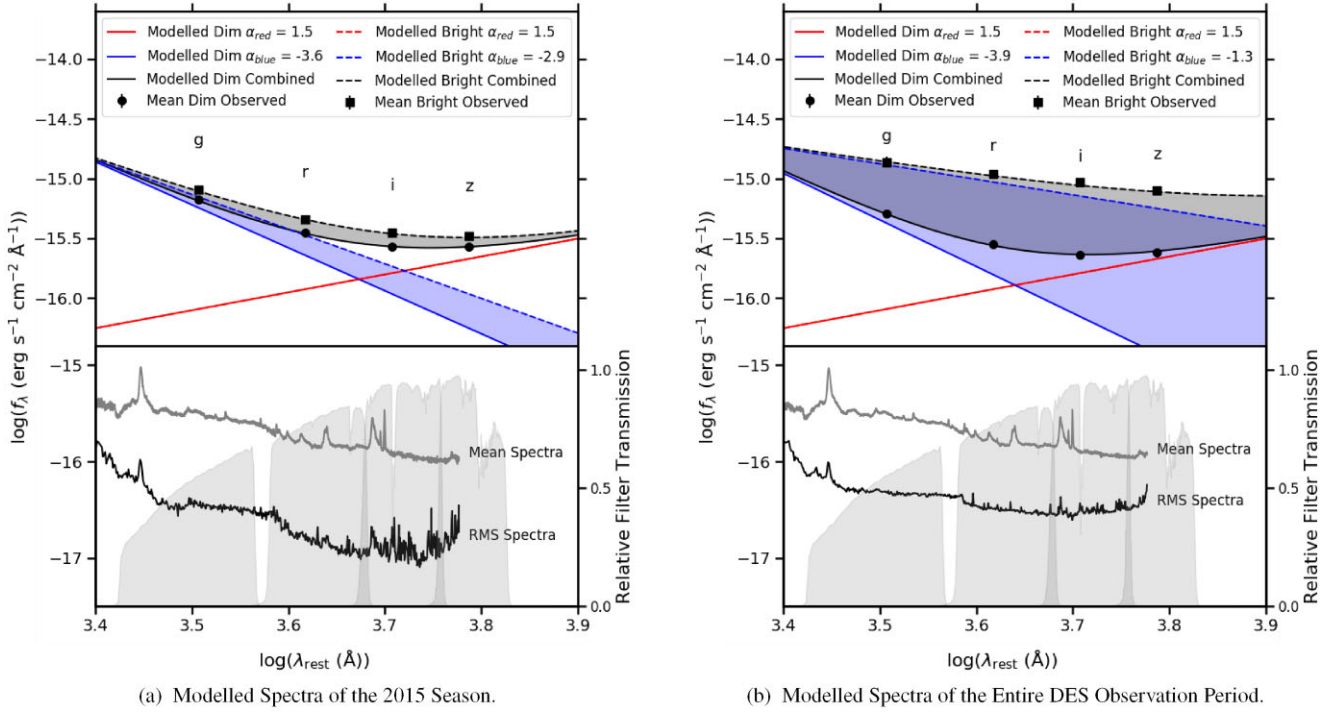 Modelled Dim α_red = 1.5
Modelled Dim α_blue = -3.6
Modelled Dim Combined
Mean Dim Observed
Modelled Bright α_red = 1.5
Modelled Bright α_blue = -2.9
Modelled Bright Combined
Mean Bright Observed
g
r
i
z
−14.0
−14.5
−15.0
−15.5
−16.0
log(f_λ (erg s⁻¹ cm⁻² Å⁻¹)
−15
−16
−17
Mean Spectra
RMS Spectra
1.0
0.5
0.0
Relative Filter Transmission
3.4 3.5 3.6 3.7 3.8 3.9
log(λ_rest (Å))
(a) Modelled Spectra of the 2015 Season.
Modelled Dim α_red = 1.5
Modelled Dim α_blue = -3.9
Modelled Dim Combined
Mean Dim Observed
Modelled Bright α_red = 1.5
Modelled Bright α_blue = -1.3
Modelled Bright Combined
Mean Bright Observed
g
r
i
z
−14.0
−14.5
−15.0
−15.5
−16.0
log(f_λ (erg s⁻¹ cm⁻² Å⁻¹)
−15
−16
−17
Mean Spectra
RMS Spectra
1.0
0.5
0.0
Relative Filter Transmission
3.4 3.5 3.6 3.7 3.8 3.9
log(λ_rest (Å))
(b) Modelled Spectra of the Entire DES Observation Period.